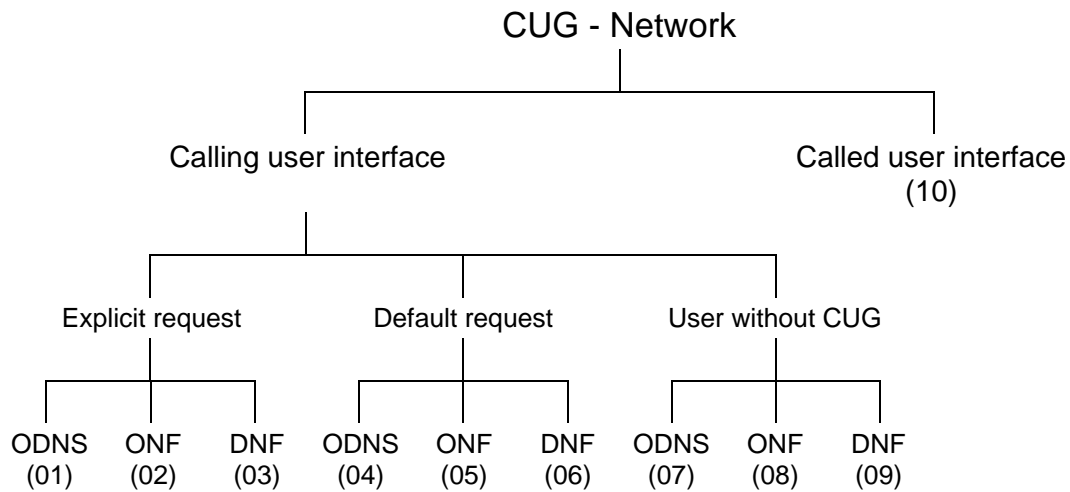 CUG - Network
Calling user interface
Called user interface
(10)
Explicit request
Default request
User without CUG
ODNS ONF DNF ODNS ONF DNF ODNS ONF DNF
(01) (02) (03) (04) (05) (06) (07) (08) (09)